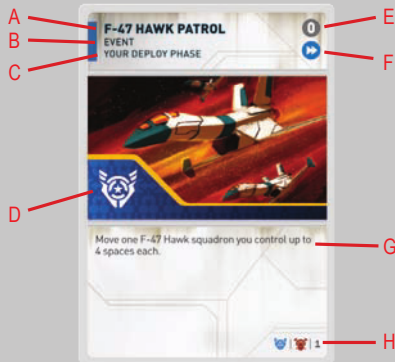 A
F-47 HAWK PATROL
0
E
B
EVENT
C
YOUR DEPLOY PHASE
F
D
Move one F-47 Hawk squadron you control up to
4 spaces each.
G
1
H